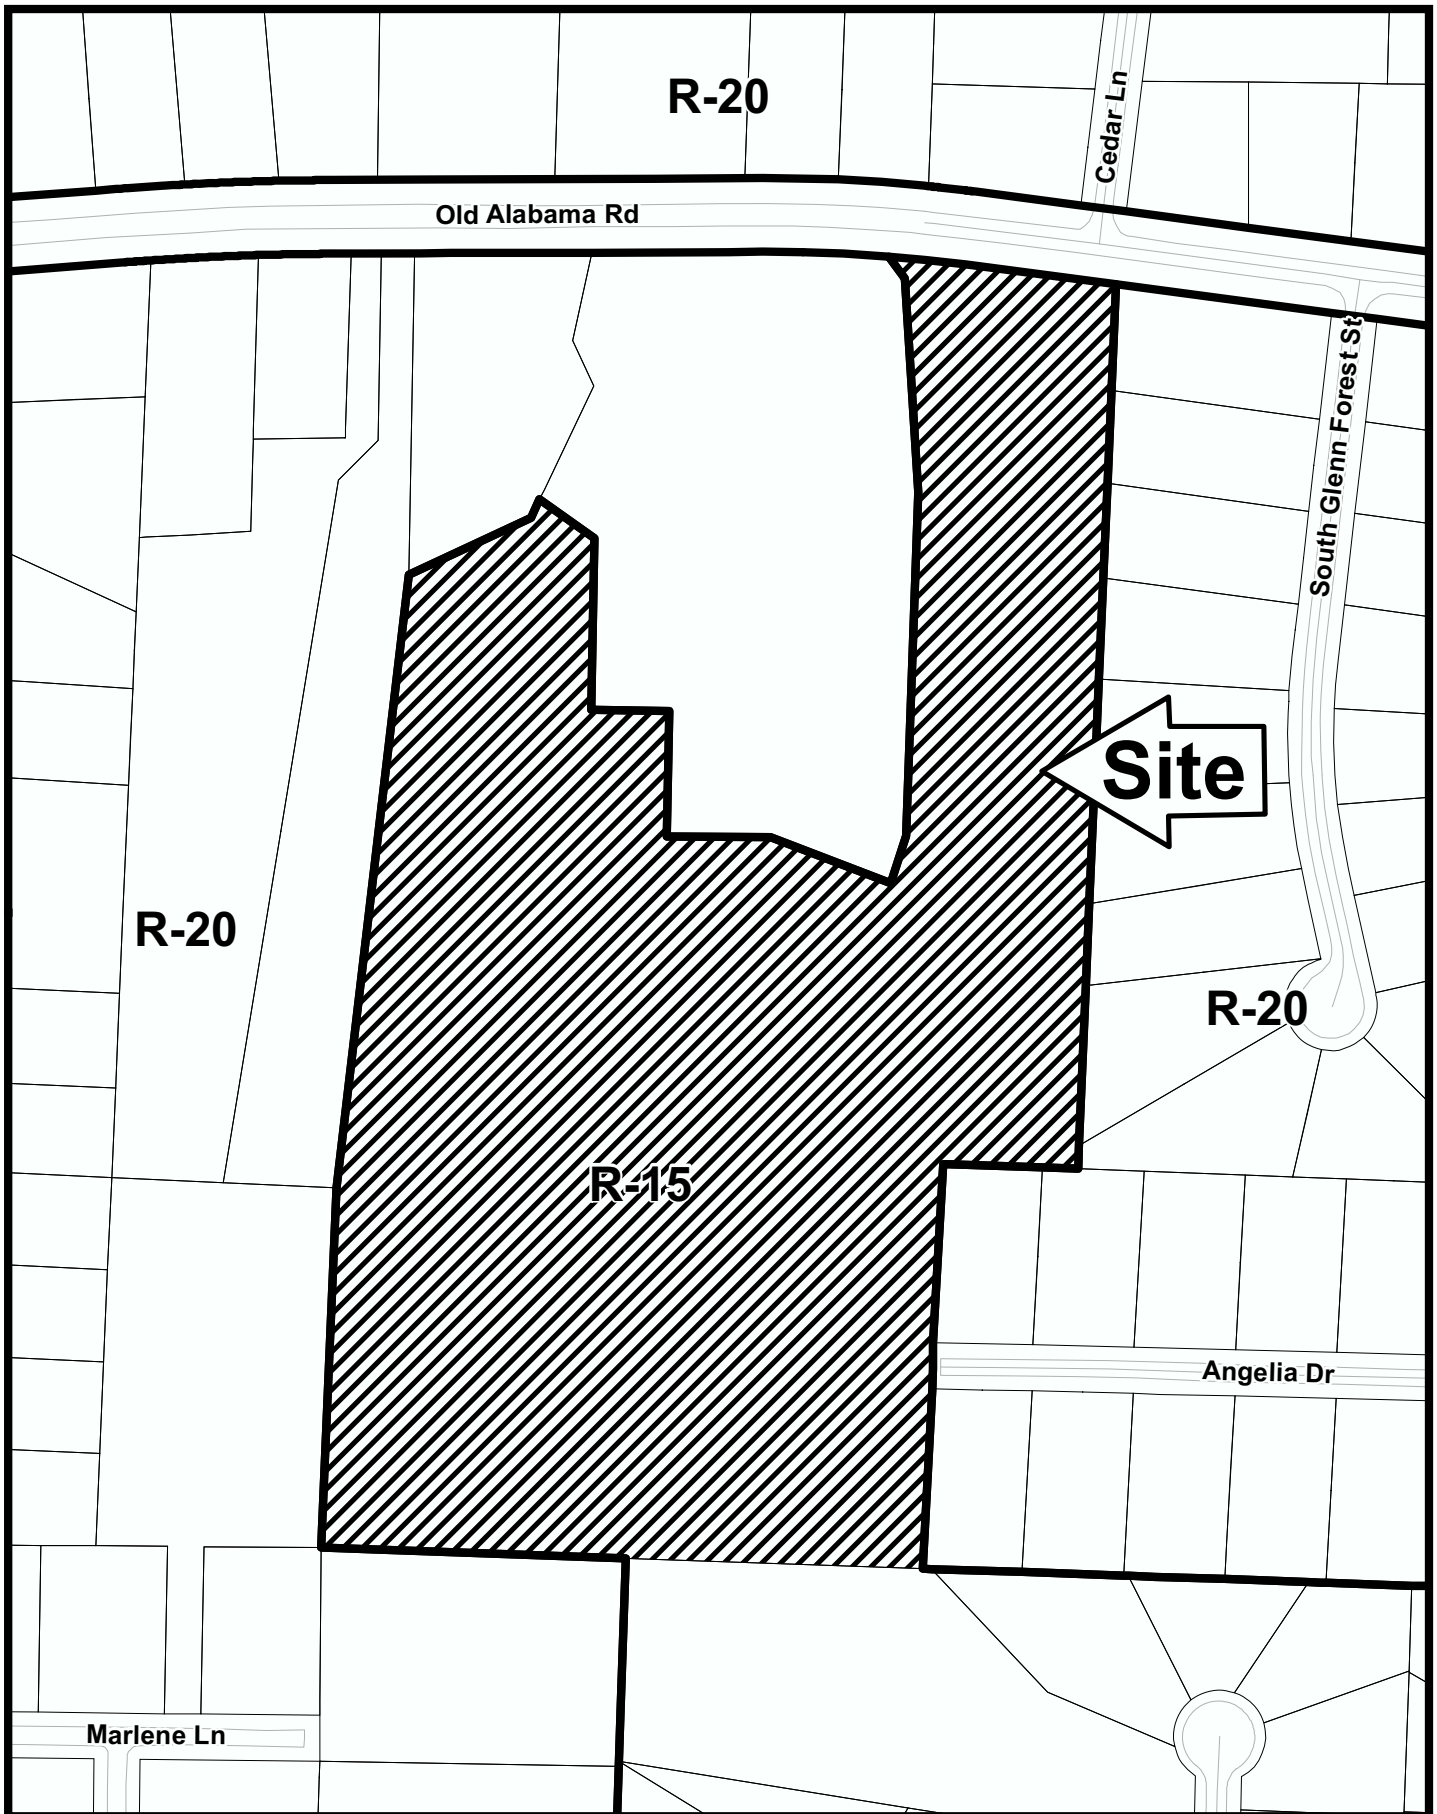 R-20
Cedar Ln
Old Alabama Rd
South Glenn Forest St
Site
R-20
R-20
R-15
Angelia Dr
Marlene Ln